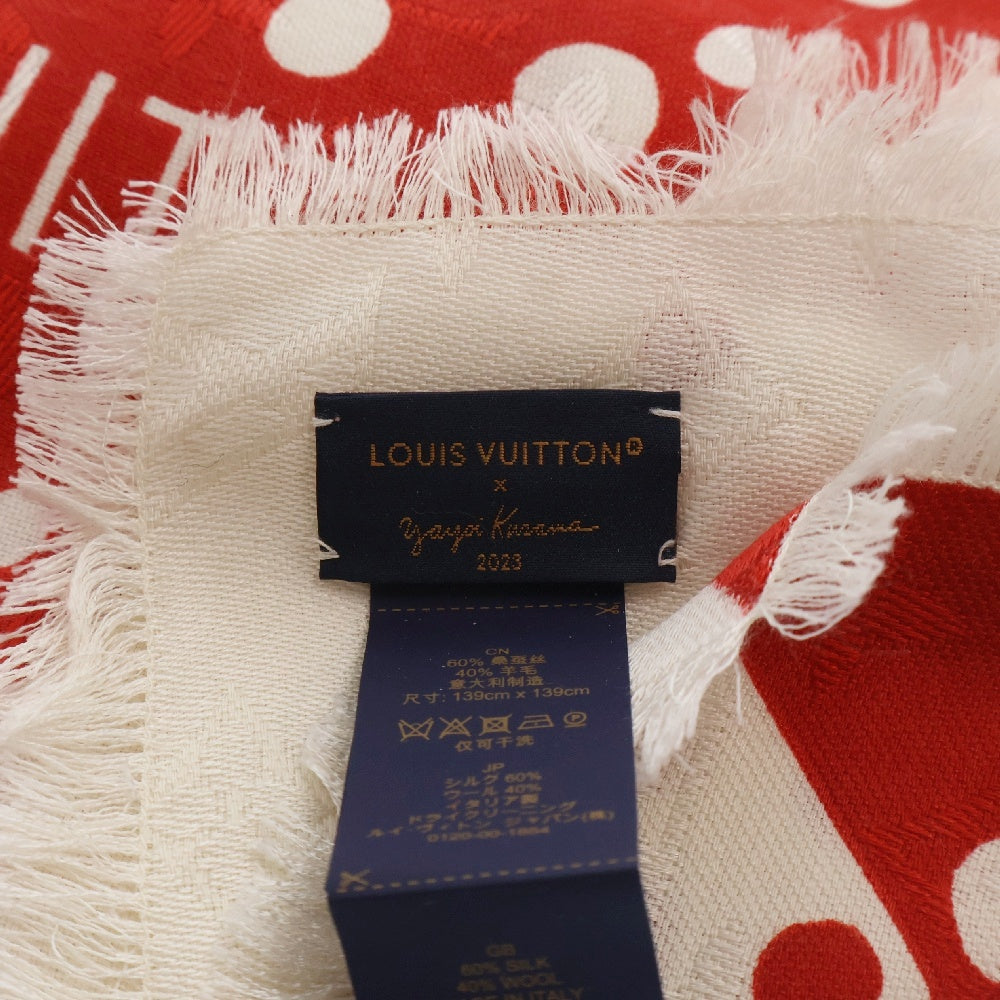 LOUIS VUITTON
x
Yayoi Kusama
2023
CN
60% 桑蚕丝
40% 羊毛
意大利制造
尺寸: 139cm x 139cm
仅可干洗
JP
シルク 60%
ウール 40%
イタリア製
ドライクリーニング
ルイ・ヴィトン ジャパン(株)
0120-00-1854
GB
60% SILK
40% WOOL